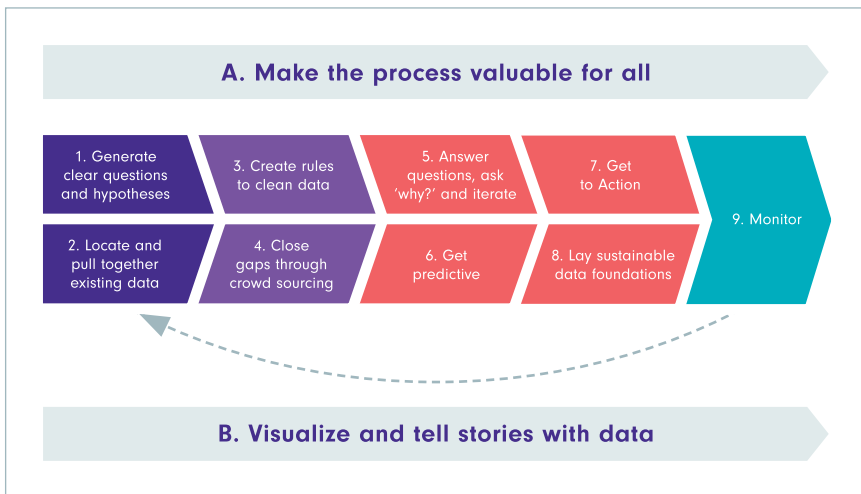 A. Make the process valuable for all
1. Generate
clear questions
and hypotheses
3. Create rules
to clean data
5. Answer
questions, ask
‘why?’ and iterate
7. Get
to Action
9. Monitor
2. Locate and
pull together
existing data
4. Close
gaps through
crowd sourcing
6. Get
predictive
8. Lay sustainable
data foundations
B. Visualize and tell stories with data